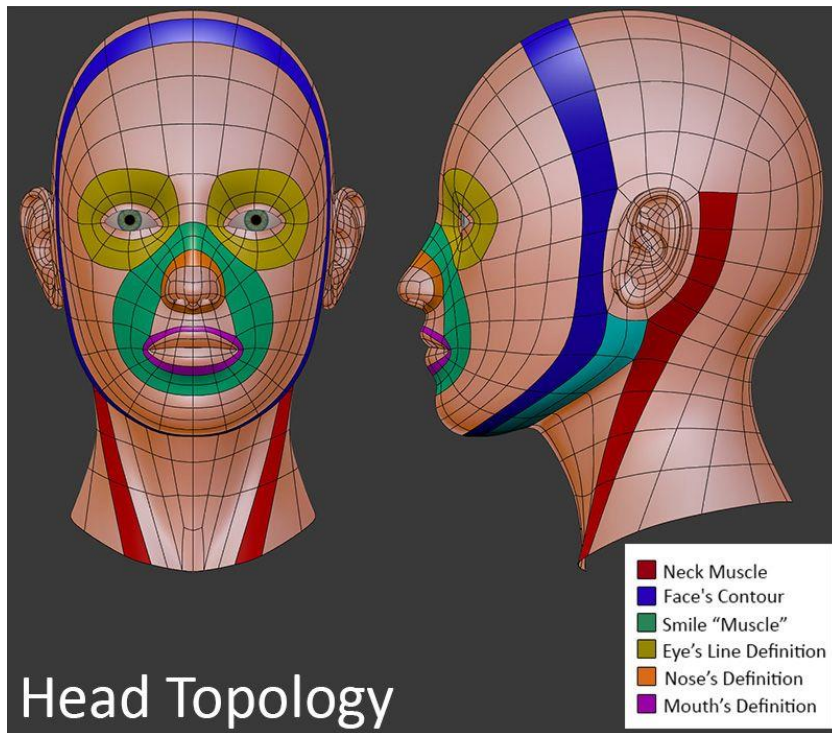 Neck Muscle
Face's Contour
Smile “Muscle”
Eye’s Line Definition
Nose’s Definition
Mouth’s Definition
Head Topology